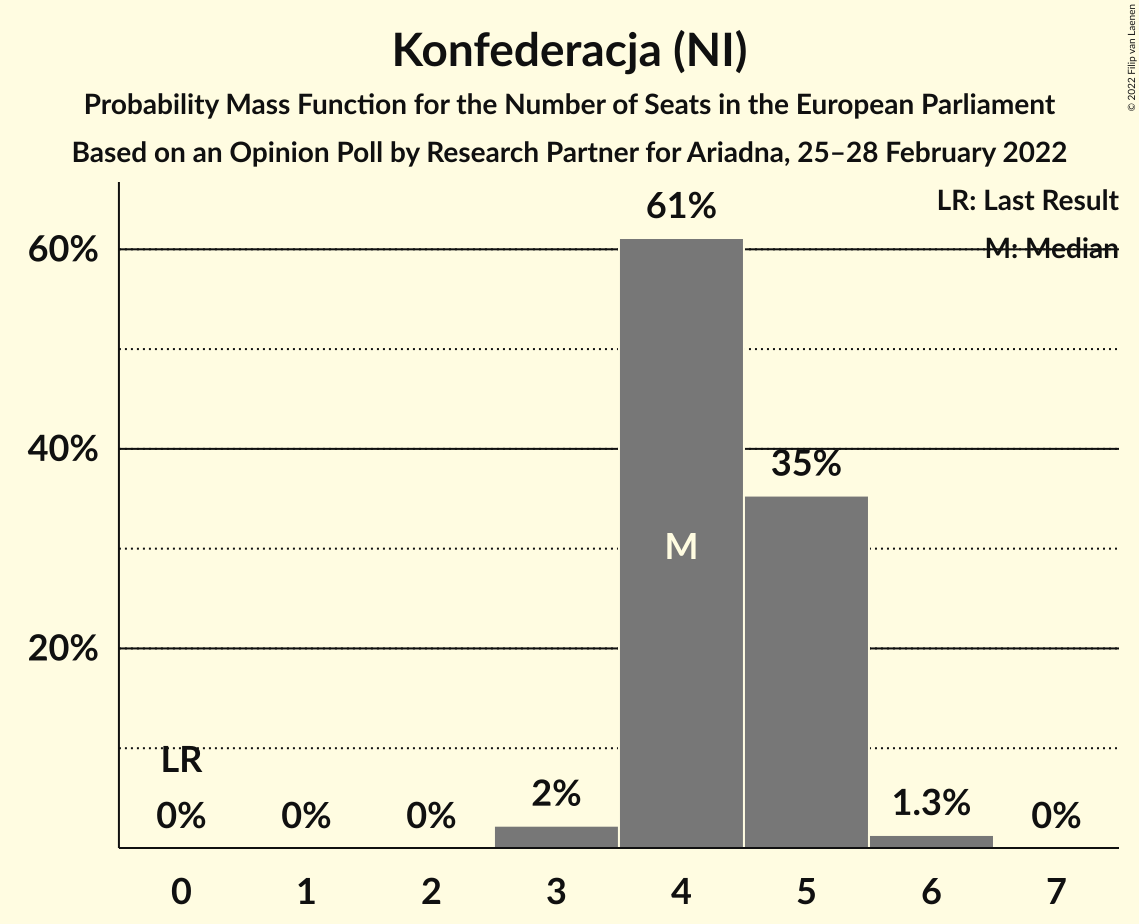 Konfederacja (NI)
Probability Mass Function for the Number of Seats in the European Parliament
Based on an Opinion Poll by Research Partner for Ariadna, 25–28 February 2022
© 2022 Filip van Laenen
LR: Last Result
M: Median
60%
40%
20%
61%
35%
M
LR
0%
0%
0%
2%
1.3%
0%
0
1
2
3
4
5
6
7